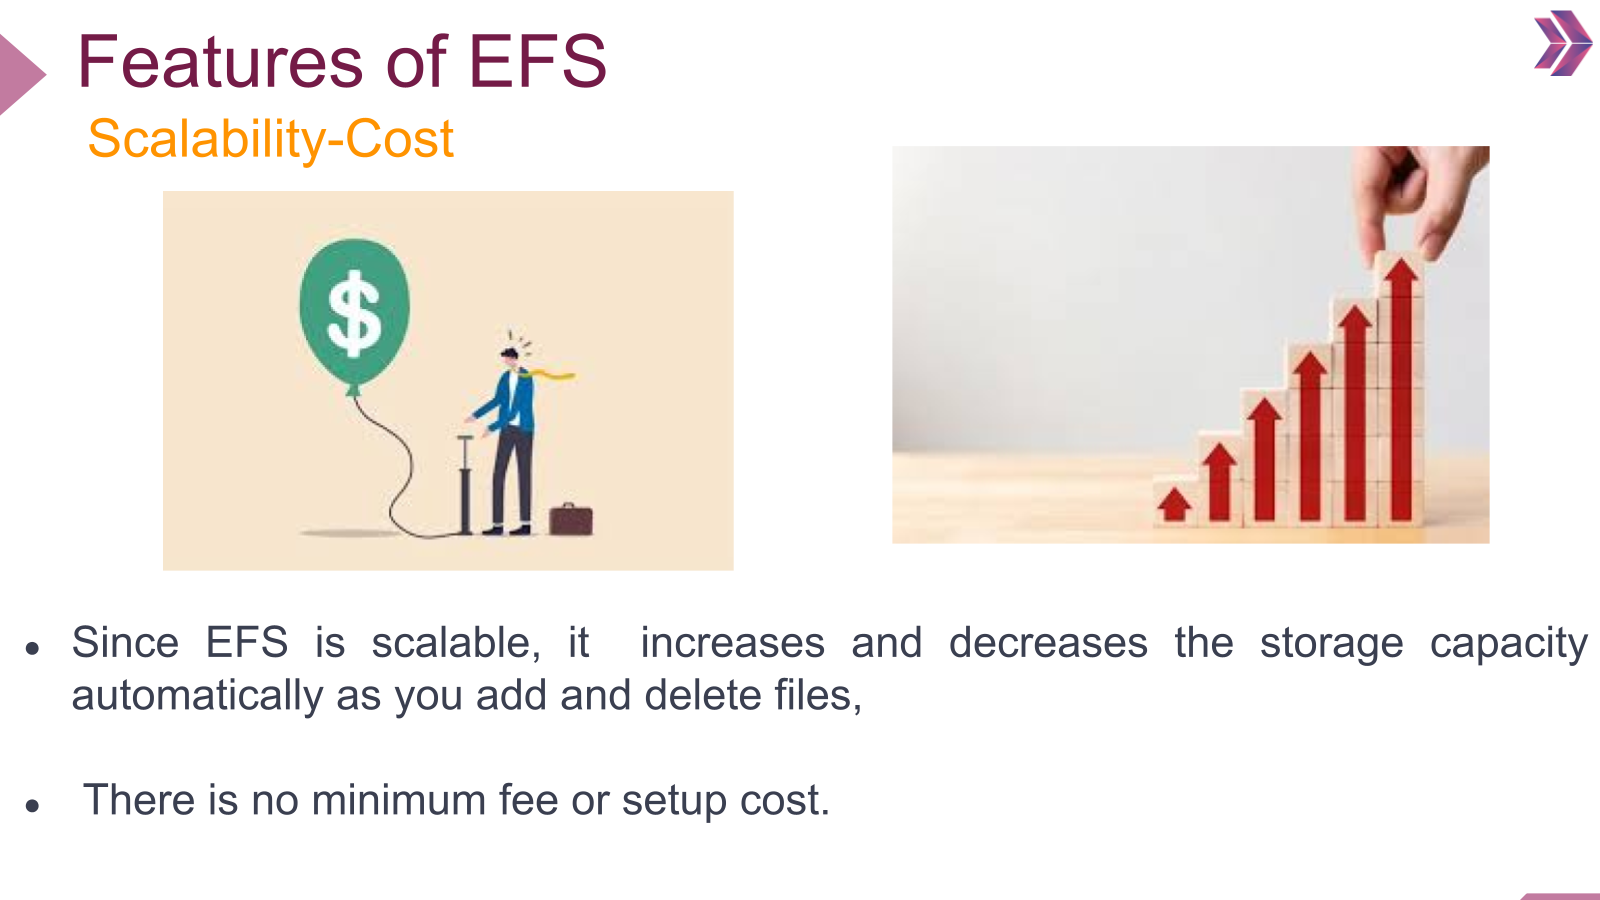 Features of EFS
Scalability-Cost
$
● Since EFS is scalable, it increases and decreases the storage capacity
automatically as you add and delete files,
● There is no minimum fee or setup cost.